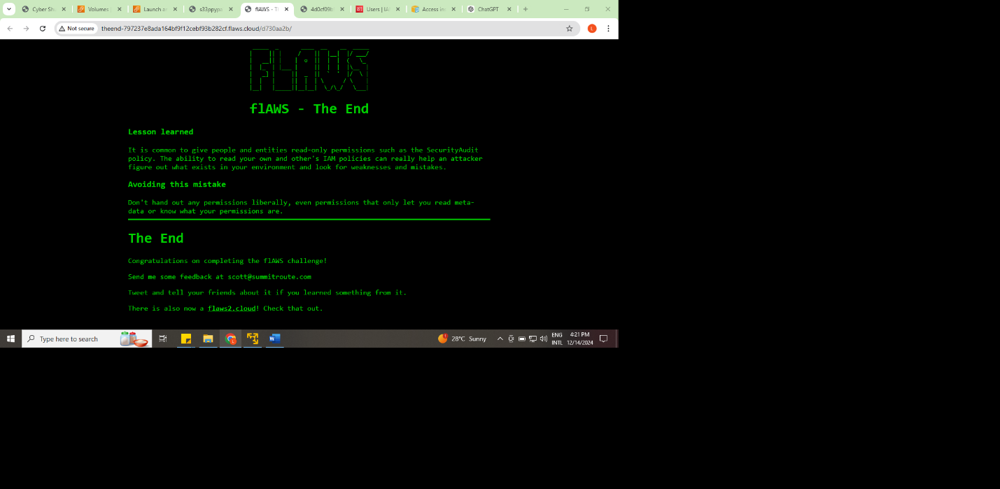 Cyber Sh
Volumes
Launch a
s33ppypa
flAWS - T
4d0cf09b
Users | IA
Access in
ChatGPT
Not secure
theend-797237e8ada164bf9f12cebf93b282cf.flaws.cloud/d730aa2b/
flAWS - The End
Lesson learned
It is common to give people and entities read-only permissions such as the SecurityAudit
policy. The ability to read your own and other's IAM policies can really help an attacker
figure out what exists in your environment and look for weaknesses and mistakes.
Avoiding this mistake
Don't hand out any permissions liberally, even permissions that only let you read meta-
data or know what your permissions are.
The End
Congratulations on completing the flAWS challenge!
Send me some feedback at scott@summitroute.com
Tweet and tell your friends about it if you learned something from it.
There is also now a flaws2.cloud! Check that out.
Type here to search
28°C Sunny
ENG
INTL
4:21 PM
12/14/2024